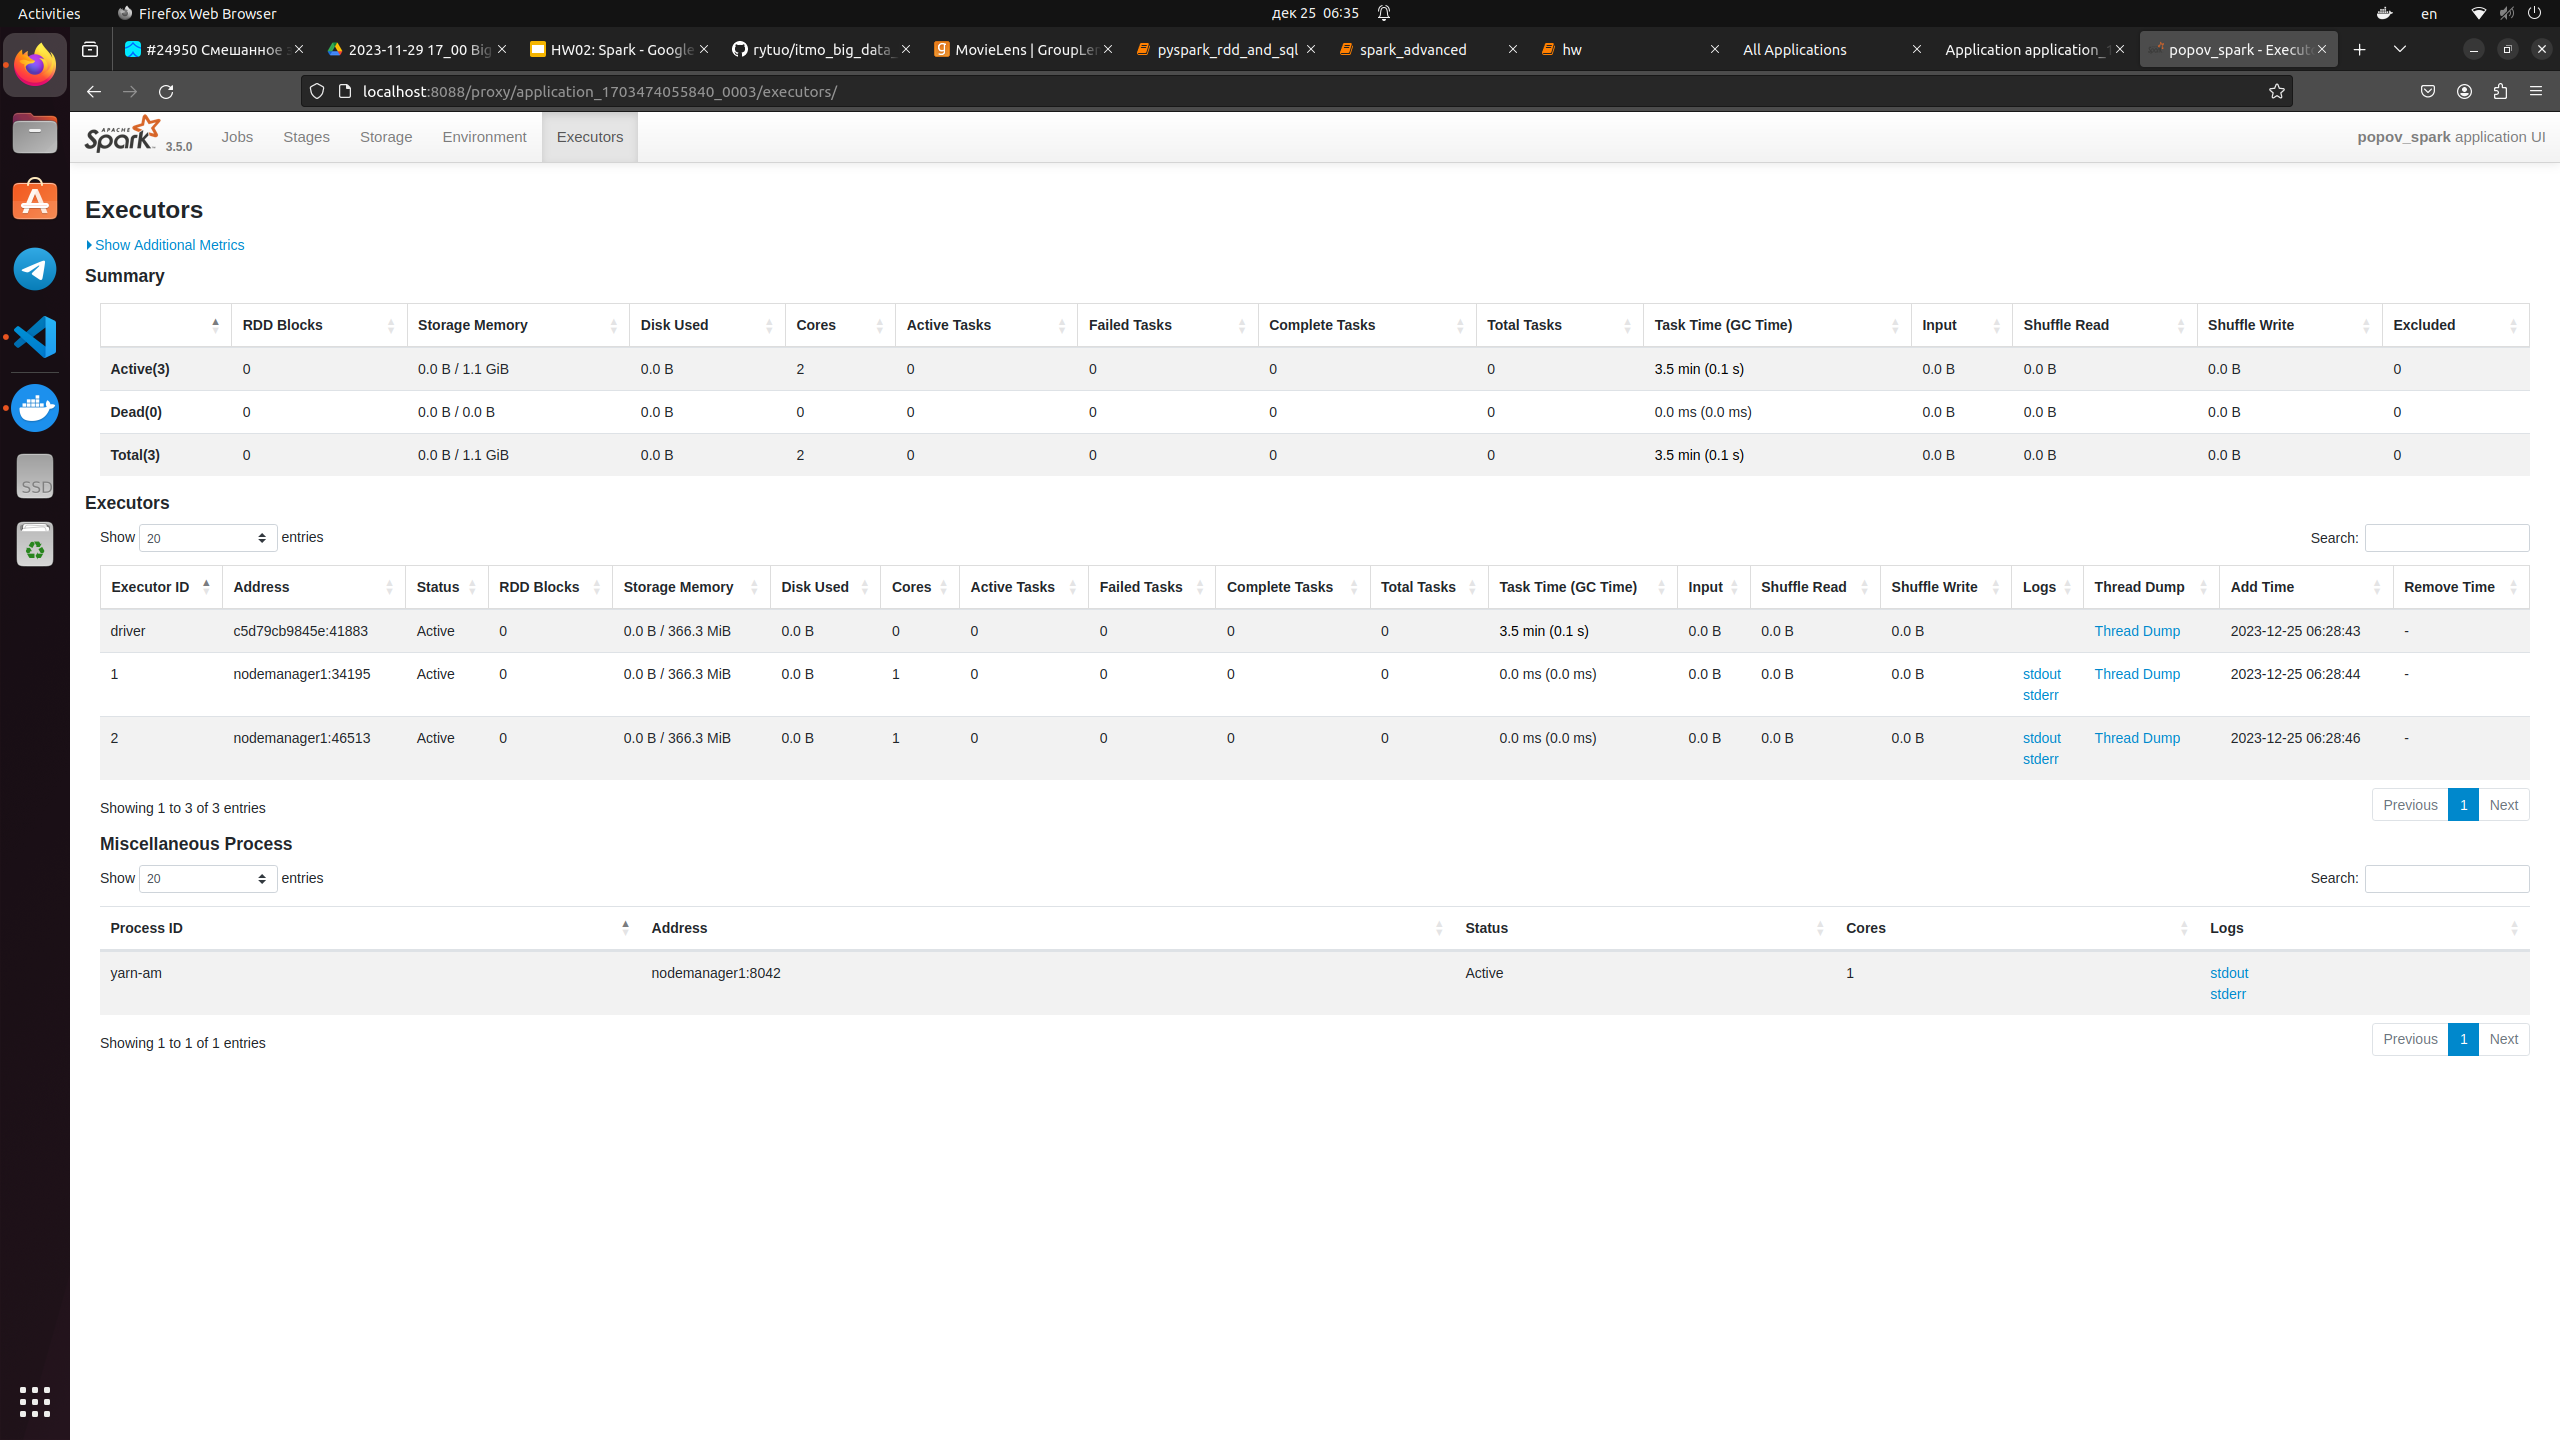 Activities Firefox Web Browser дек 25 06:35 en
#24950 Смешанное 2023-11-29 17_00 Big HW02: Spark - Google rytuo/itmo_big_data_ MovieLens | GroupLen pyspark_rdd_and_sql spark_advanced hw All Applications Application application_1 popov_spark - Execut
localhost:8088/proxy/application_1703474055840_0003/executors/
APACHE Spark 3.5.0 Jobs Stages Storage Environment Executors popov_spark application UI
Executors
Show Additional Metrics
Summary
RDD Blocks Storage Memory Disk Used Cores Active Tasks Failed Tasks Complete Tasks Total Tasks Task Time (GC Time) Input Shuffle Read Shuffle Write Excluded
Active(3) 0 0.0 B / 1.1 GiB 0.0 B 2 0 0 0 0 3.5 min (0.1 s) 0.0 B 0.0 B 0.0 B 0
Dead(0) 0 0.0 B / 0.0 B 0.0 B 0 0 0 0 0 0.0 ms (0.0 ms) 0.0 B 0.0 B 0.0 B 0
Total(3) 0 0.0 B / 1.1 GiB 0.0 B 2 0 0 0 0 3.5 min (0.1 s) 0.0 B 0.0 B 0.0 B 0
Executors
Show 20 entries Search:
Executor ID Address Status RDD Blocks Storage Memory Disk Used Cores Active Tasks Failed Tasks Complete Tasks Total Tasks Task Time (GC Time) Input Shuffle Read Shuffle Write Logs Thread Dump Add Time Remove Time
driver c5d79cb9845e:41883 Active 0 0.0 B / 366.3 MiB 0.0 B 0 0 0 0 0 3.5 min (0.1 s) 0.0 B 0.0 B 0.0 B Thread Dump 2023-12-25 06:28:43 -
1 nodemanager1:34195 Active 0 0.0 B / 366.3 MiB 0.0 B 1 0 0 0 0 0.0 ms (0.0 ms) 0.0 B 0.0 B 0.0 B stdout Thread Dump 2023-12-25 06:28:44 -
stderr
2 nodemanager1:46513 Active 0 0.0 B / 366.3 MiB 0.0 B 1 0 0 0 0 0.0 ms (0.0 ms) 0.0 B 0.0 B 0.0 B stdout Thread Dump 2023-12-25 06:28:46 -
stderr
Showing 1 to 3 of 3 entries Previous 1 Next
Miscellaneous Process
Show 20 entries Search:
Process ID Address Status Cores Logs
yarn-am nodemanager1:8042 Active 1 stdout
stderr
Showing 1 to 1 of 1 entries Previous 1 Next
SSD